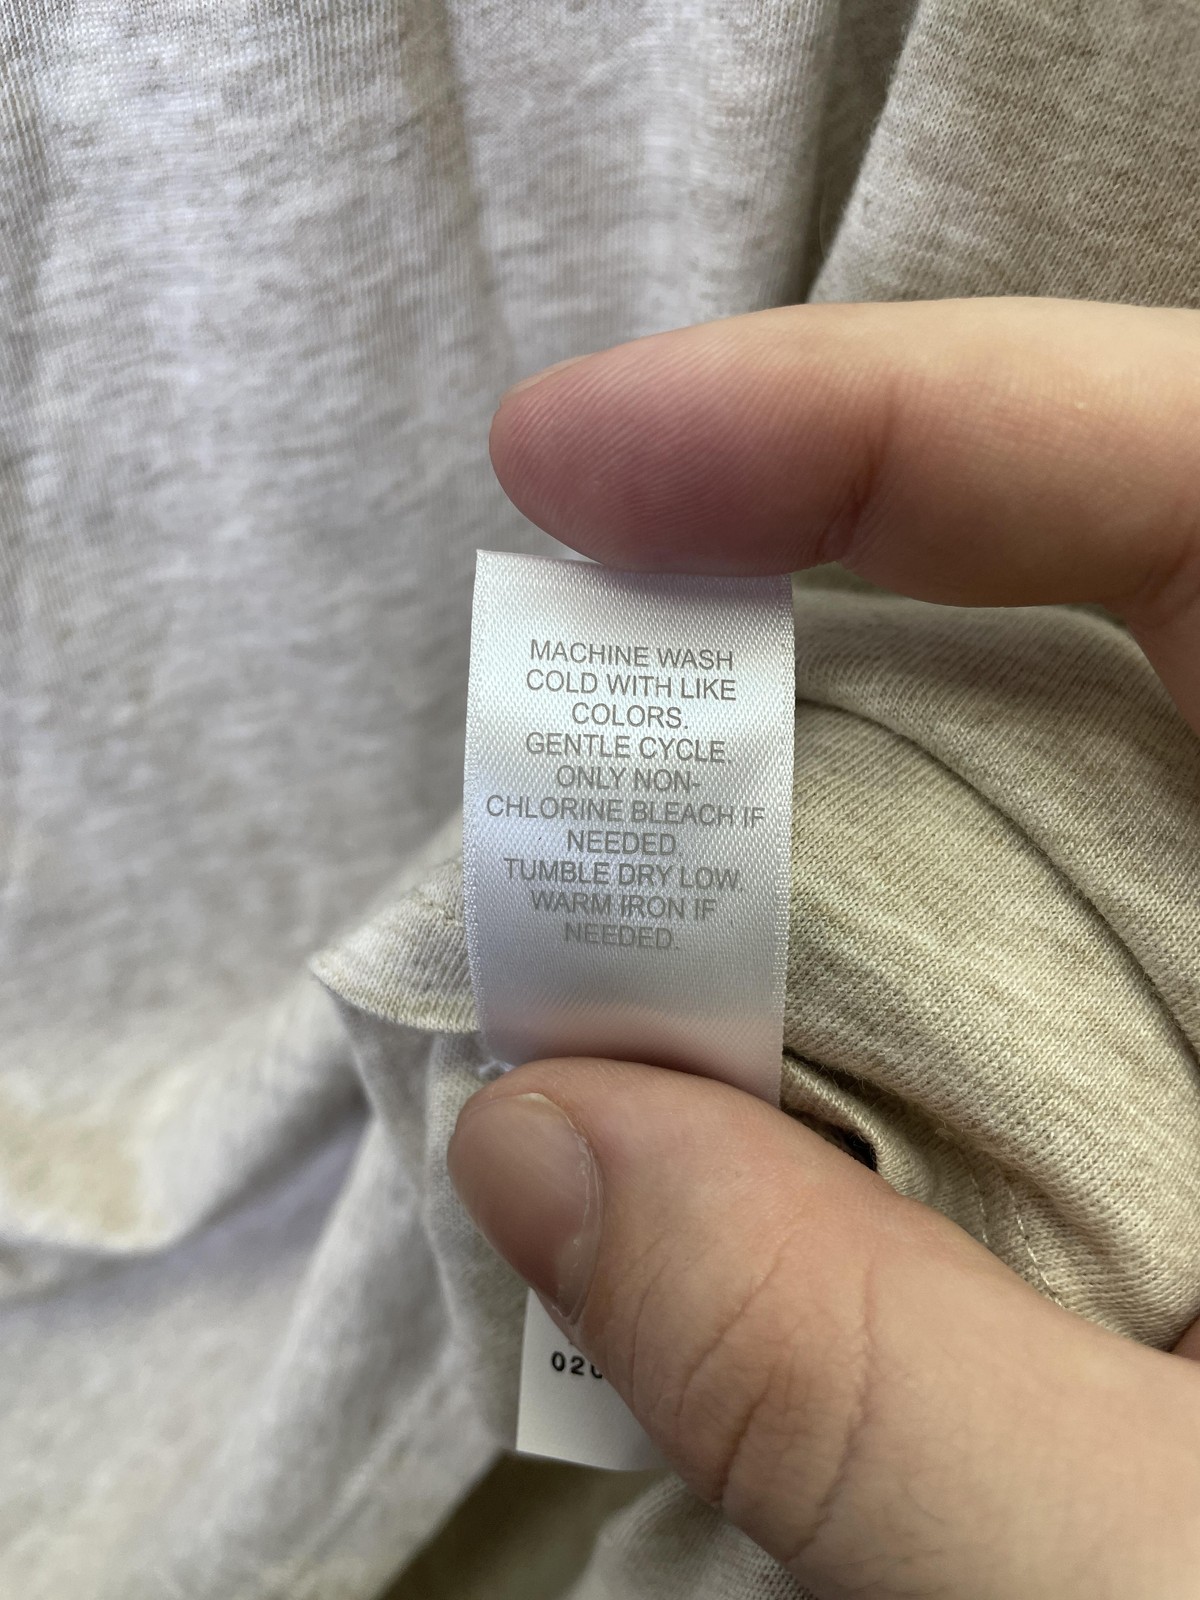 MACHINE WASH
COLD WITH LIKE
COLORS.
GENTLE CYCLE.
ONLY NON-
CHLORINE BLEACH IF
NEEDED
TUMBLE DRY LOW.
WARM IRON IF
NEEDED.